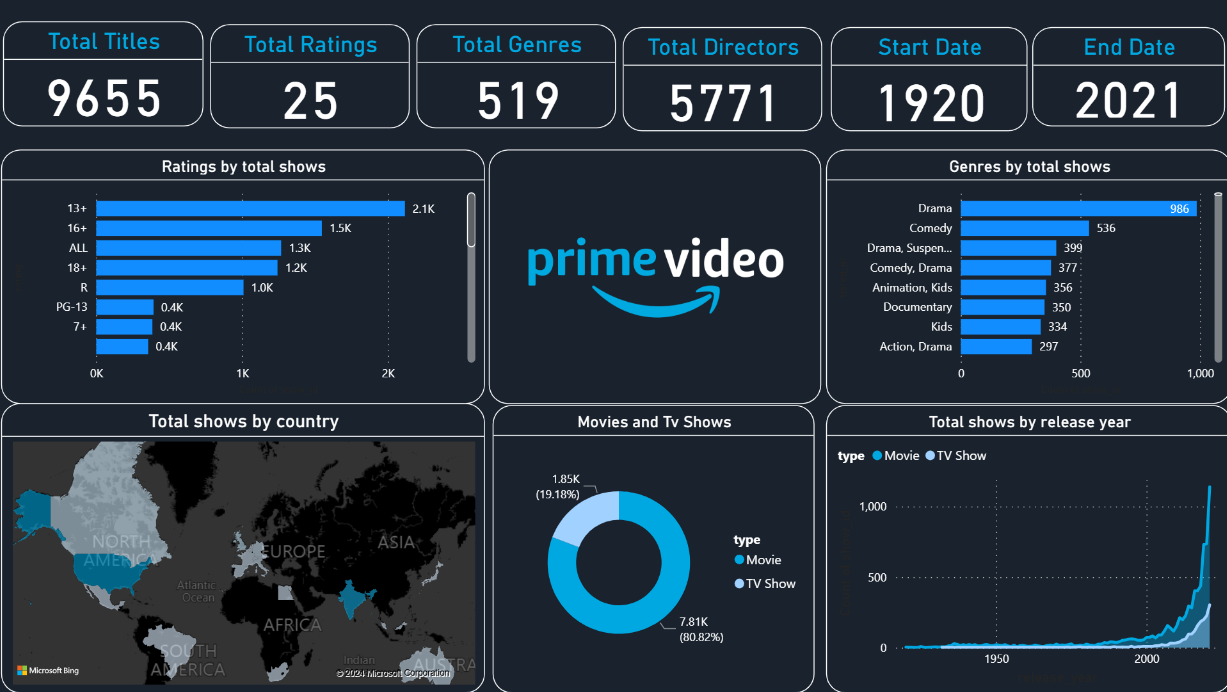 Total Titles
9655
Total Ratings
25
Total Genres
519
Total Directors
5771
Start Date
1920
End Date
2021
Ratings by total shows
13+
2.1K
16+
1.5K
ALL
1.3K
18+
1.2K
R
1.0K
PG-13
0.4K
7+
0.4K
0.4K
0K
1K
2K
prime video
Genres by total shows
Drama
986
Comedy
536
Drama, Suspen...
399
Comedy, Drama
377
Animation, Kids
356
Documentary
350
Kids
334
Action, Drama
297
0
500
1,000
Total shows by country
NORTH
AMERICA
EUROPE
ASIA
Atlantic
Ocean
AFRICA
SOUTH
AMERICA
Indian
AUSTRA
Microsoft Bing
© 2024 Microsoft Corporation
Movies and Tv Shows
1.85K
(19.18%)
7.81K
(80.82%)
type
Movie
TV Show
Total shows by release year
type Movie TV Show
1,000
500
0
1950
2000